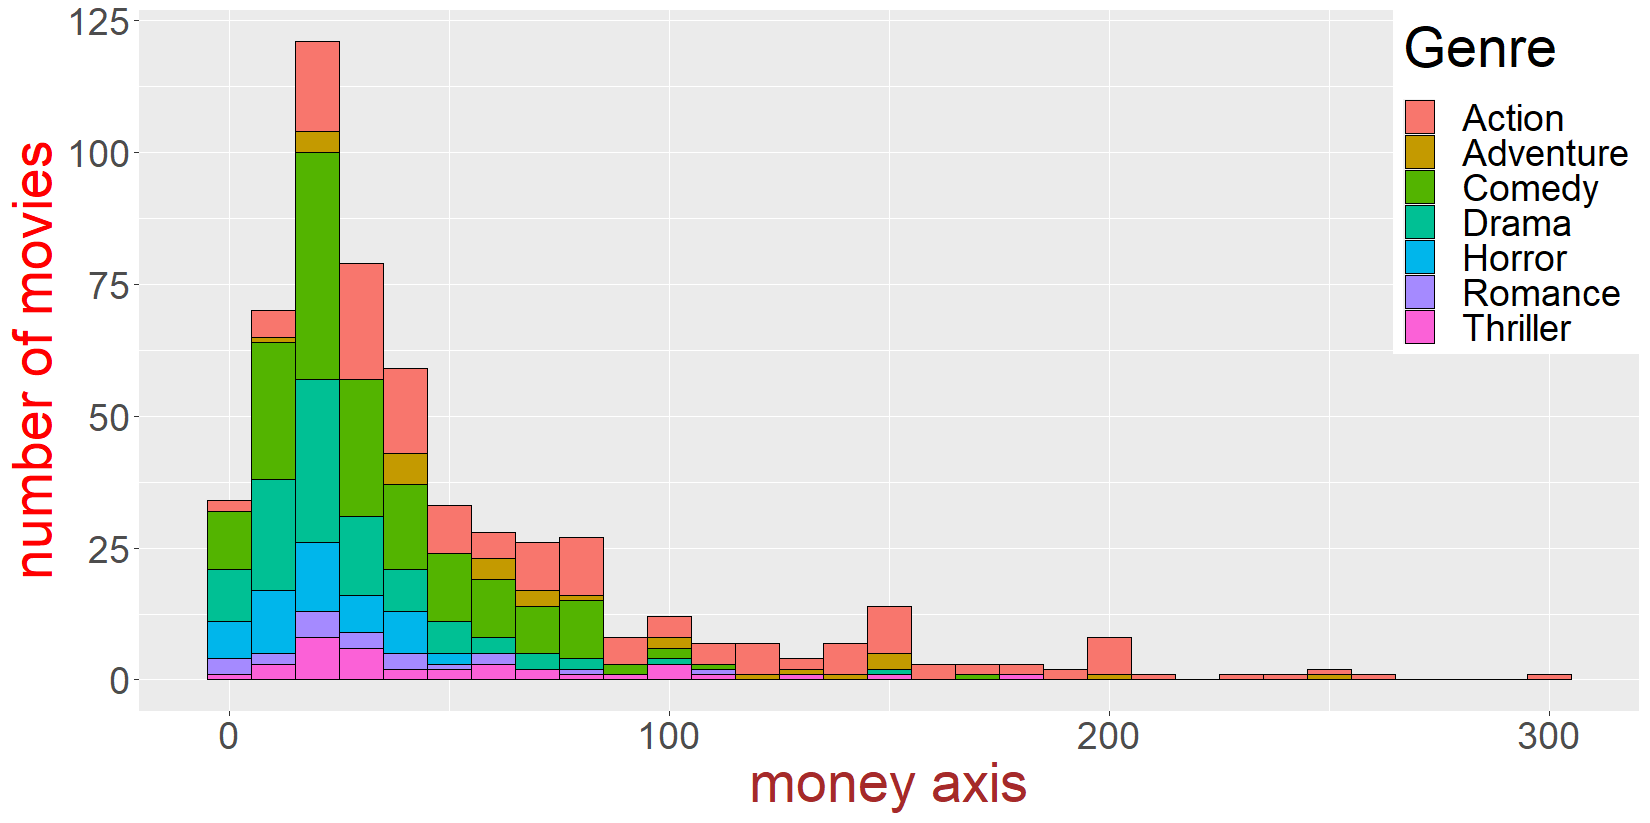 125
100
75
50
25
0
number of movies
0
100
200
300
money axis
Genre
Action
Adventure
Comedy
Drama
Horror
Romance
Thriller